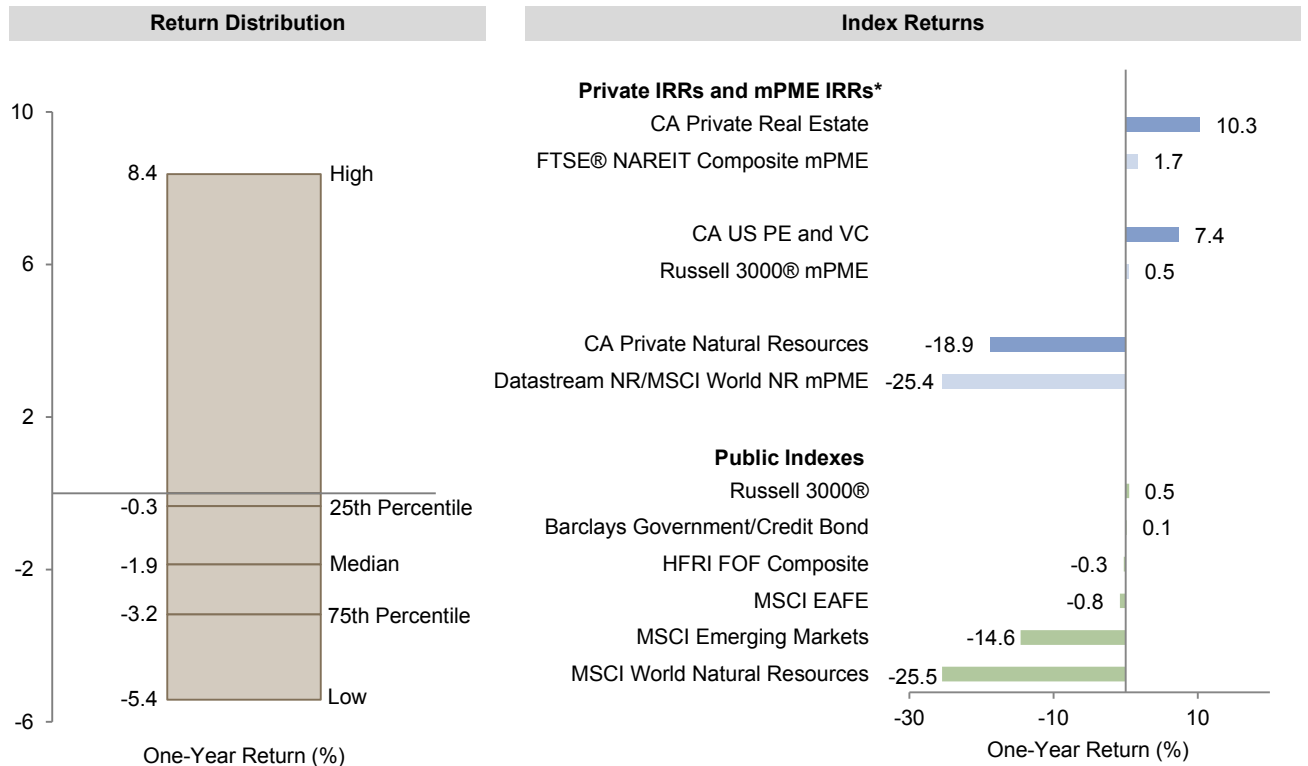 Return Distribution
10
6
2
-2
-6
8.4
High
-0.3
25th Percentile
-1.9
Median
-3.2
75th Percentile
-5.4
Low
One-Year Return (%)
Index Returns
Private IRRs and mPME IRRs*
CA Private Real Estate 10.3
FTSE® NAREIT Composite mPME 1.7
CA US PE and VC 7.4
Russell 3000® mPME 0.5
CA Private Natural Resources -18.9
Datastream NR/MSCI World NR mPME -25.4
Public Indexes
Russell 3000® 0.5
Barclays Government/Credit Bond 0.1
HFRI FOF Composite -0.3
MSCI EAFE -0.8
MSCI Emerging Markets -14.6
MSCI World Natural Resources -25.5
-30 -10 10
One-Year Return (%)